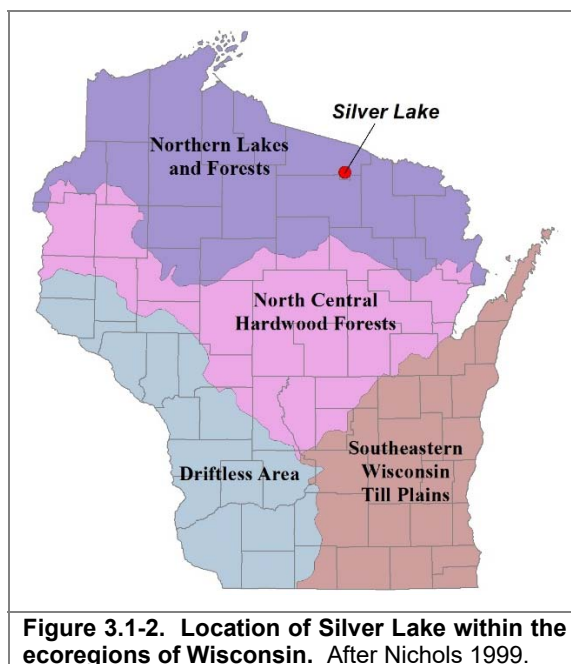 Silver Lake
Northern Lakes
and Forests
North Central
Hardwood Forests
Southeastern
Wisconsin
Till Plains
Driftless Area
Figure 3.1-2. Location of Silver Lake within the
ecoregions of Wisconsin. After Nichols 1999.